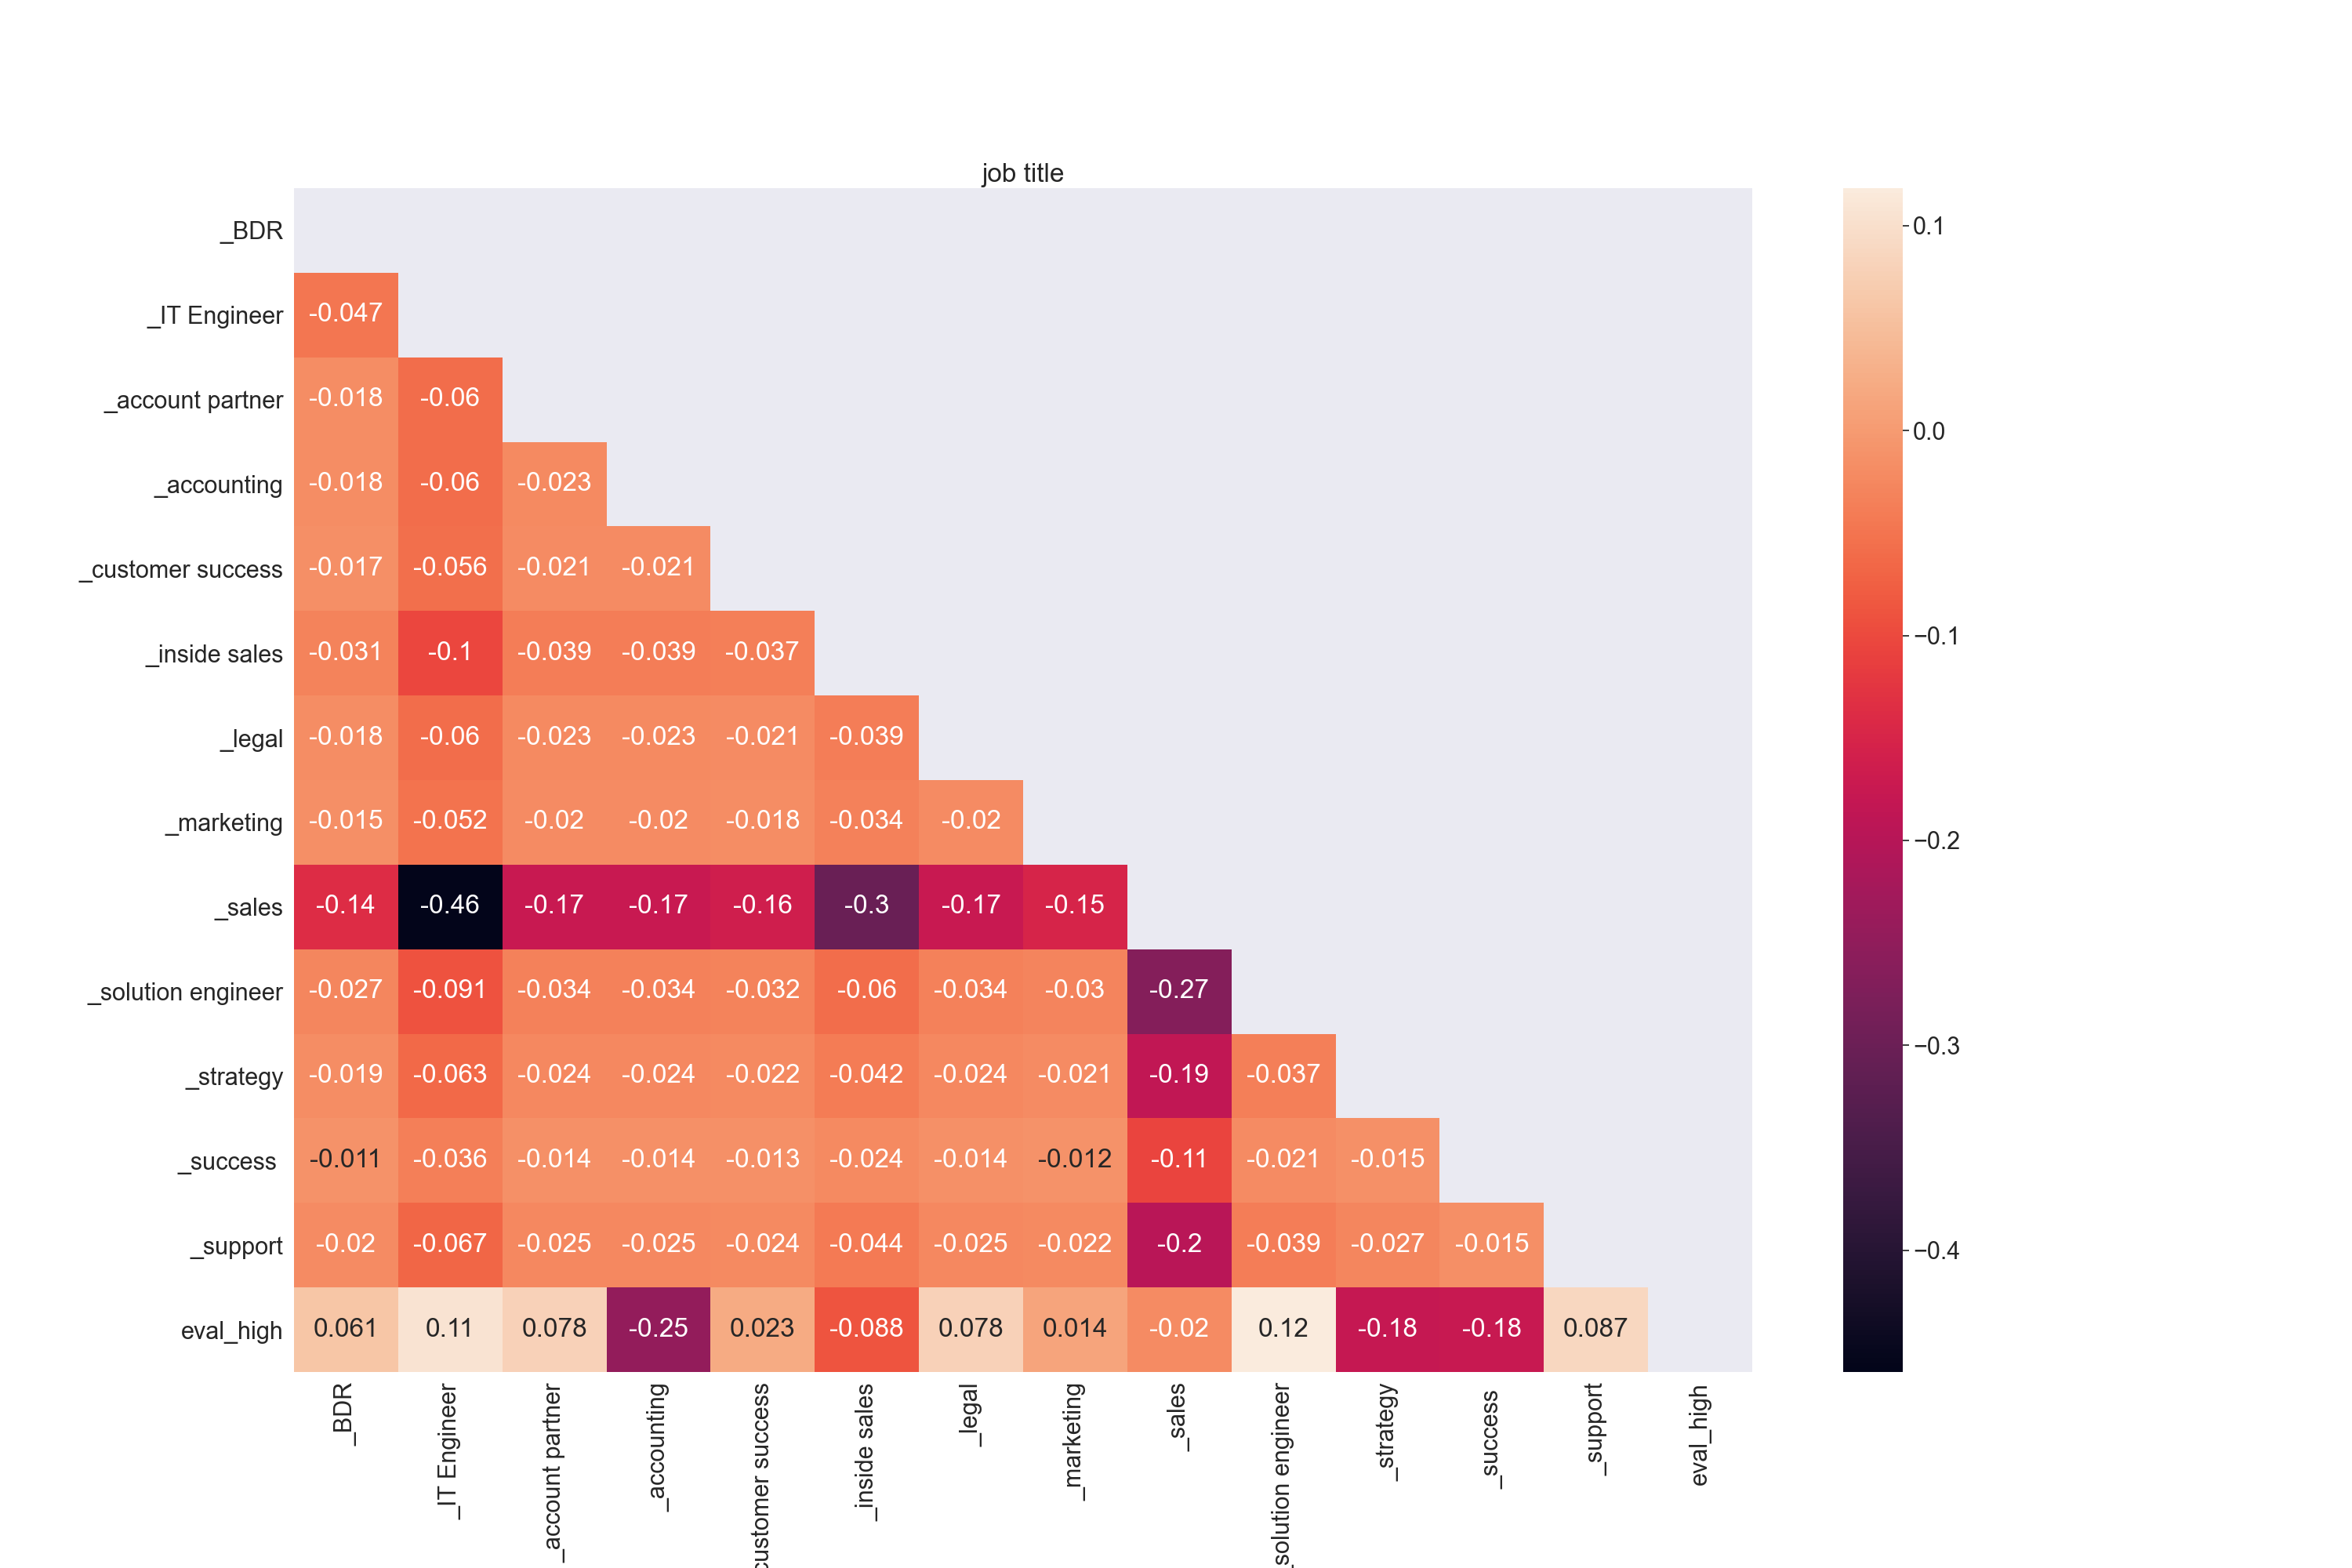 job title
_BDR
_IT Engineer
-0.047
_account partner
-0.018 -0.06
_accounting
-0.018 -0.06 -0.023
_customer success
-0.017 -0.056 -0.021 -0.021
_inside sales
-0.031 -0.1 -0.039 -0.039 -0.037
_legal
-0.018 -0.06 -0.023 -0.023 -0.021 -0.039
_marketing
-0.015 -0.052 -0.02 -0.02 -0.018 -0.034 -0.02
_sales
-0.14 -0.46 -0.17 -0.17 -0.16 -0.3 -0.17 -0.15
_solution engineer
-0.027 -0.091 -0.034 -0.034 -0.032 -0.06 -0.034 -0.03 -0.27
_strategy
-0.019 -0.063 -0.024 -0.024 -0.022 -0.042 -0.024 -0.021 -0.19 -0.037
_success
-0.011 -0.036 -0.014 -0.014 -0.013 -0.024 -0.014 -0.012 -0.11 -0.021 -0.015
_support
-0.02 -0.067 -0.025 -0.025 -0.024 -0.044 -0.025 -0.022 -0.2 -0.039 -0.027 -0.015
eval_high
0.061 0.11 0.078 -0.25 0.023 -0.088 0.078 0.014 -0.02 0.12 -0.18 -0.18 0.087
_BDR
_IT Engineer
_account partner
_accounting
customer success
_inside sales
_legal
_marketing
_sales
solution engineer
_strategy
_success
_support
eval_high
0.1
0.0
−0.1
−0.2
−0.3
−0.4